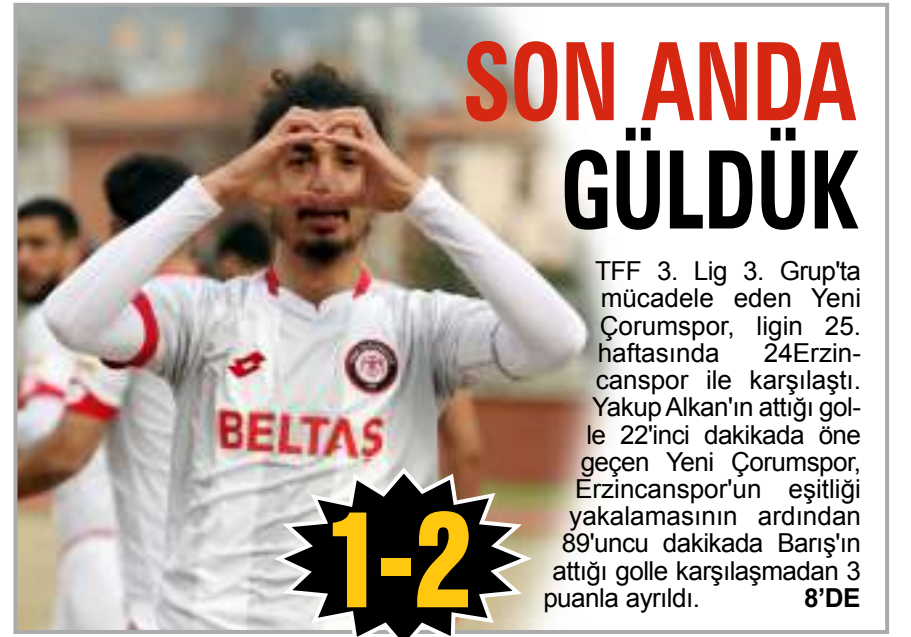 SON ANDA
GÜLDÜK
TFF 3. Lig 3. Grup'ta
mücadele eden Yeni
Çorumspor, ligin 25.
haftasında 24Erzin-
canspor ile karşılaştı.
Yakup Alkan'ın attığı gol-
le 22'inci dakikada öne
geçen Yeni Çorumspor,
Erzincanspor'un eşitliği
yakalamasının ardından
89'uncu dakikada Barış'ın
attığı golle karşılaşmadan 3
puanla ayrıldı. 8’DE
BELTAŞ
1-2